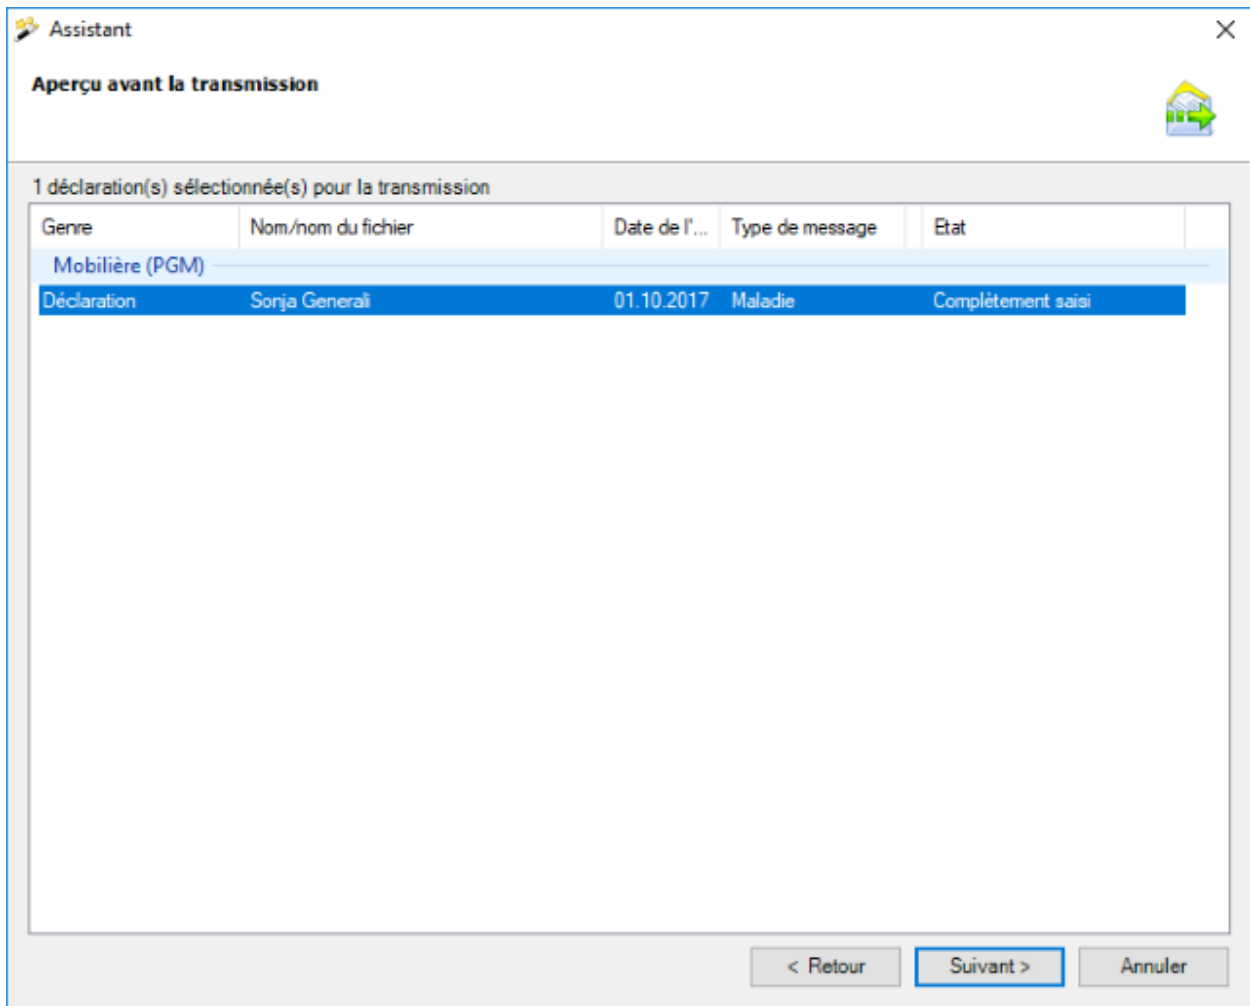 Assistant
Aperçu avant la transmission
1 déclaration(s) sélectionnée(s) pour la transmission
Genre Nom/nom du fichier Date de l'... Type de message Etat
Mobilière (PGM)
Déclaration Sonja Generali 01.10.2017 Maladie Complètement saisi
< Retour Suivant > Annuler